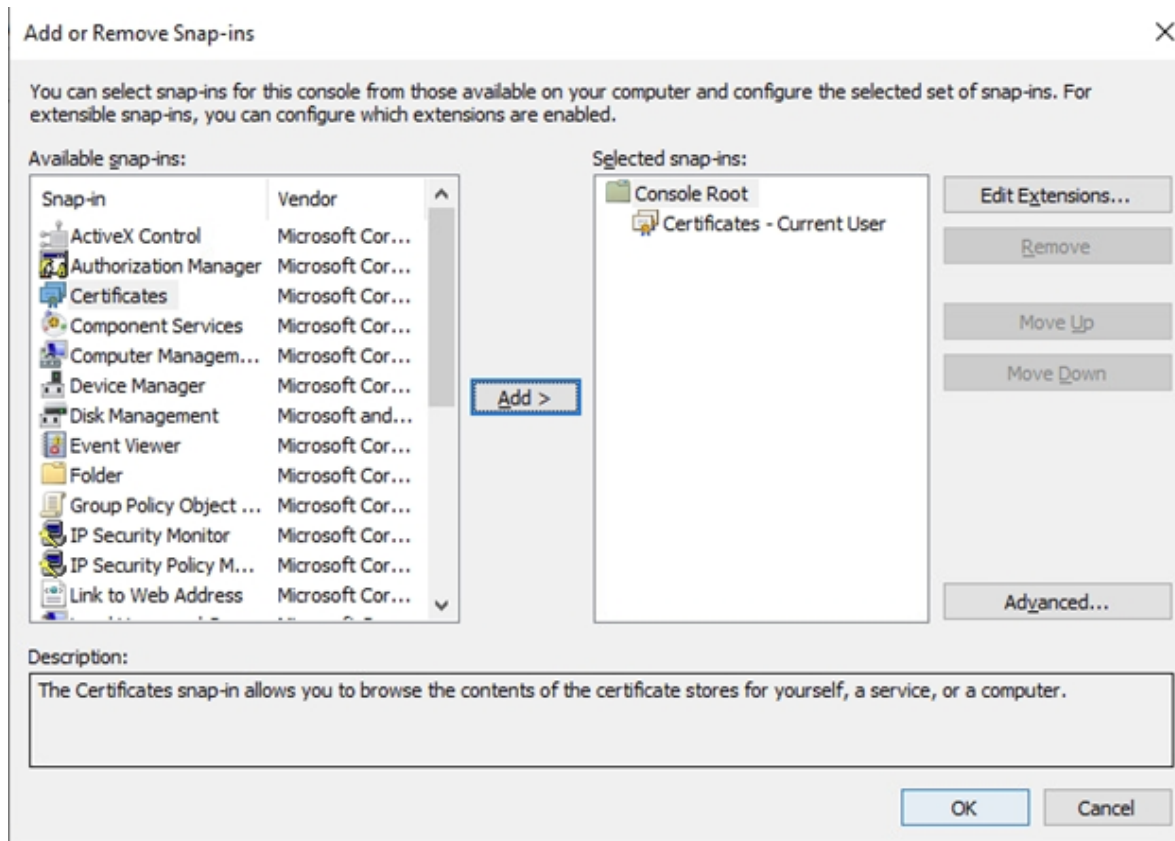 Add or Remove Snap-ins
You can select snap-ins for this console from those available on your computer and configure the selected set of snap-ins. For
extensible snap-ins, you can configure which extensions are enabled.
Available snap-ins:
Snap-in Vendor
ActiveX Control Microsoft Cor...
Authorization Manager Microsoft Cor...
Certificates Microsoft Cor...
Component Services Microsoft Cor...
Computer Managem... Microsoft Cor...
Device Manager Microsoft Cor...
Disk Management Microsoft and...
Event Viewer Microsoft Cor...
Folder Microsoft Cor...
Group Policy Object ... Microsoft Cor...
IP Security Monitor Microsoft Cor...
IP Security Policy M... Microsoft Cor...
Link to Web Address Microsoft Cor...
Add >
Selected snap-ins:
Console Root
Certificates - Current User
Edit Extensions...
Remove
Move Up
Move Down
Advanced...
Description:
The Certificates snap-in allows you to browse the contents of the certificate stores for yourself, a service, or a computer.
OK
Cancel